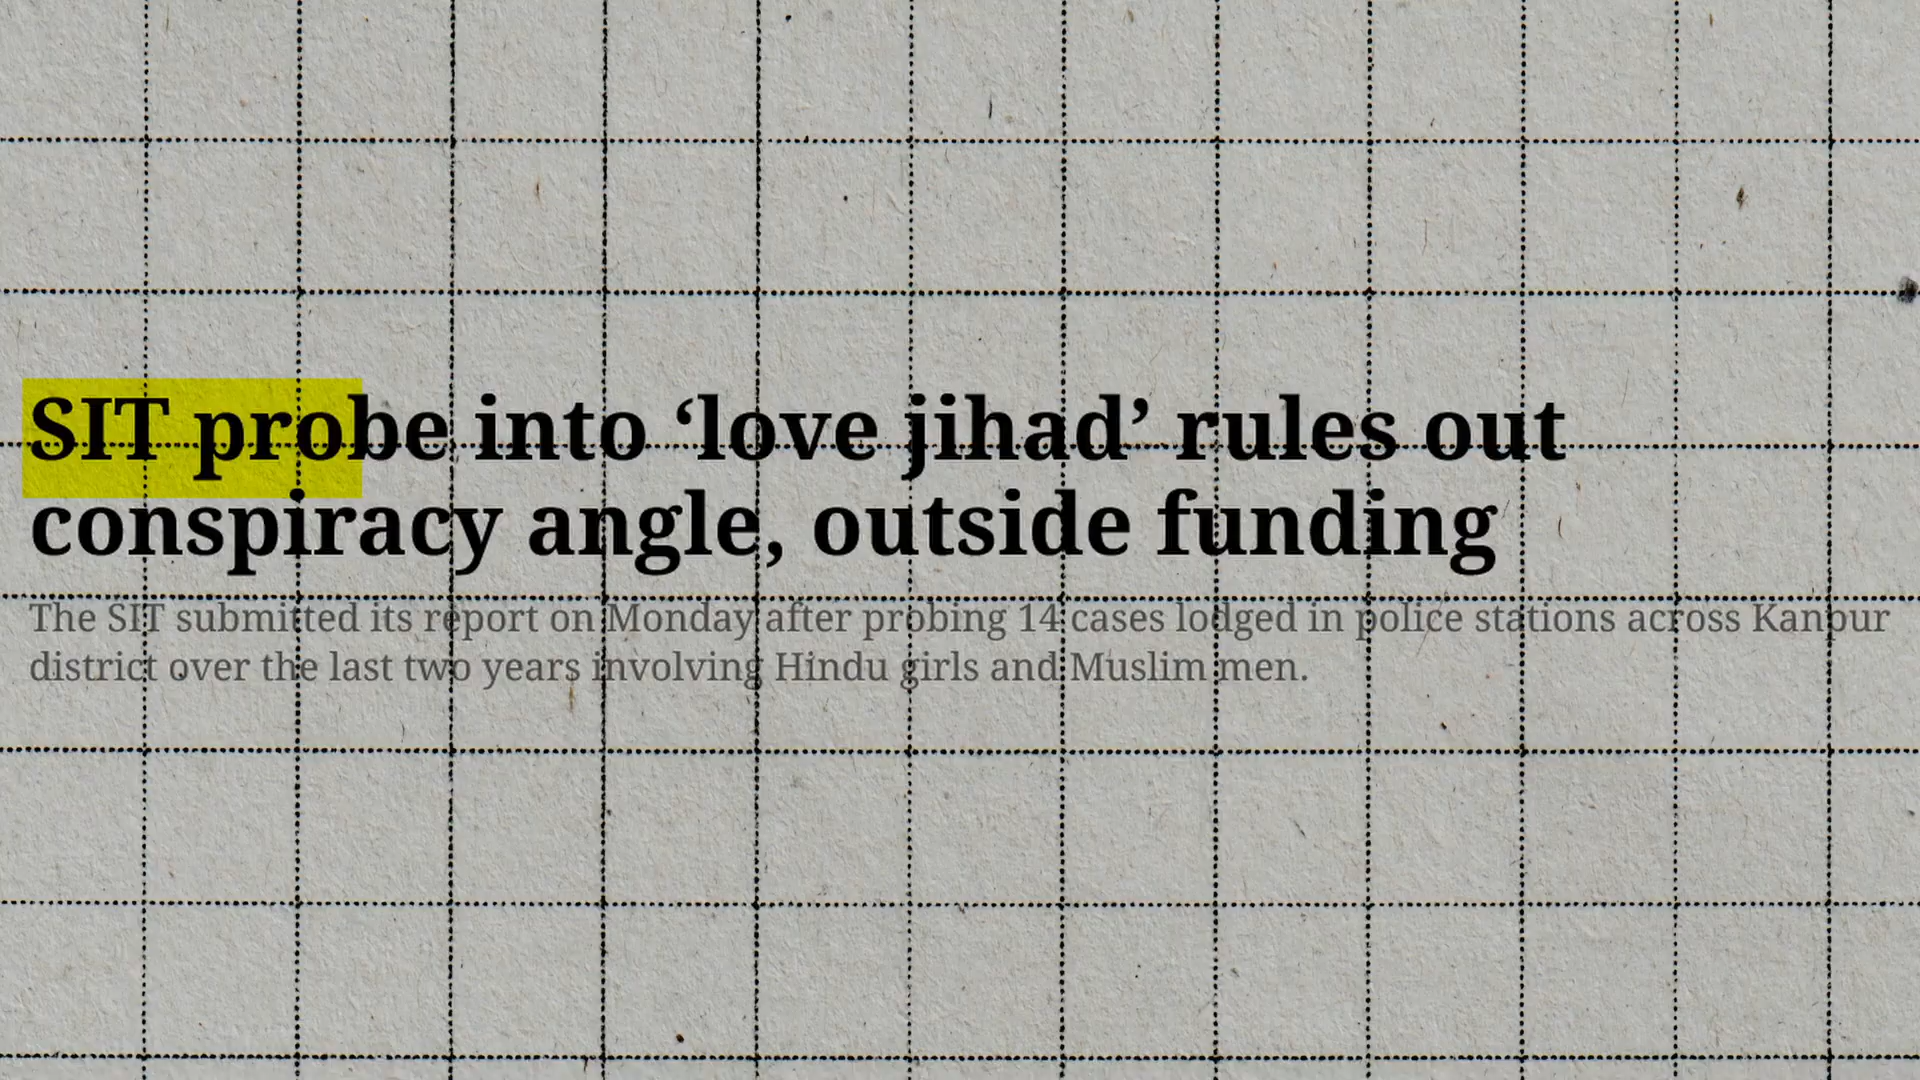 SIT probe into ‘love jihad’ rules out
conspiracy angle, outside funding
The SIT submitted its report on Monday after probing 14 cases lodged in police stations across Kanpur
district over the last two years involving Hindu girls and Muslim men.